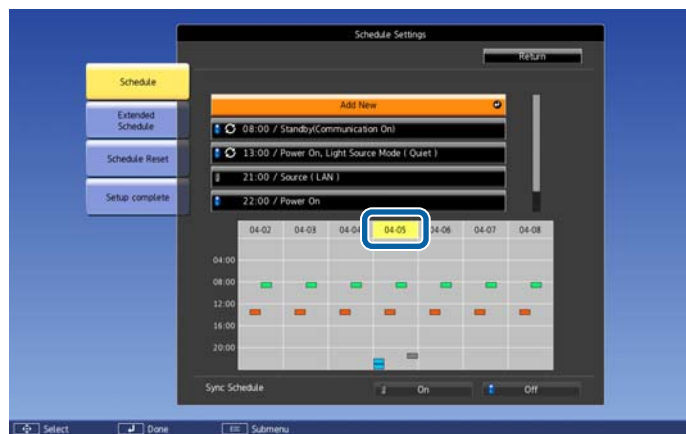 Schedule Settings
Return
Schedule
Extended
Schedule
Schedule Reset
Setup complete
Add New
08:00 / Standby(Communication On)
13:00 / Power On, Light Source Mode ( Quiet )
21:00 / Source ( LAN )
22:00 / Power On
04-02 04-03 04-04 04-05 04-06 04-07 04-08
04:00
08:00
12:00
16:00
20:00
Sync Schedule On Off
Select Done Esc Submenu